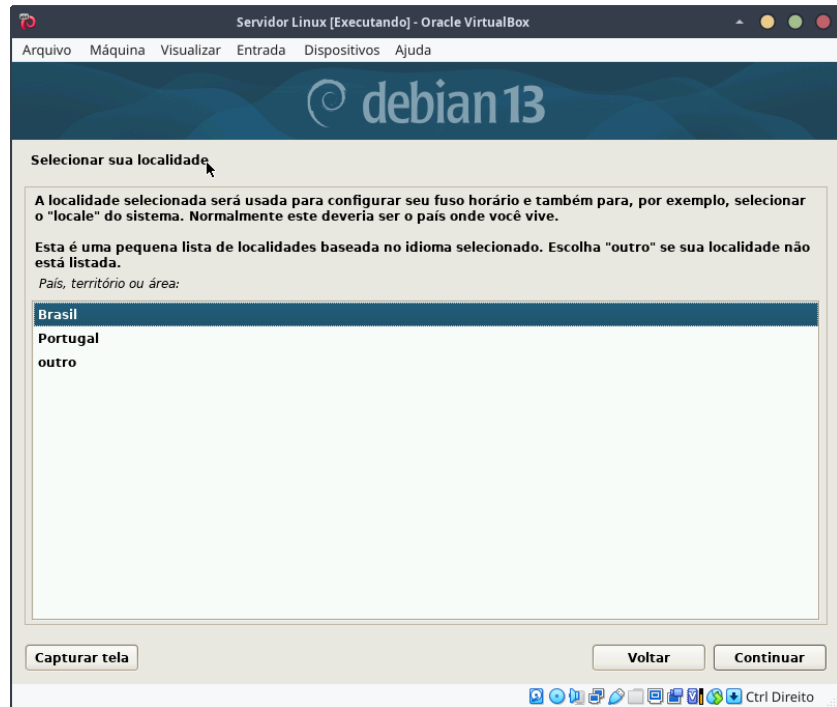 Servidor Linux [Executando] - Oracle VirtualBox
Arquivo Máquina Visualizar Entrada Dispositivos Ajuda
debian 13
Selecionar sua localidade
A localidade selecionada será usada para configurar seu fuso horário e também para, por exemplo, selecionar
o "locale" do sistema. Normalmente este deveria ser o país onde você vive.
Esta é uma pequena lista de localidades baseada no idioma selecionado. Escolha "outro" se sua localidade não
está listada.
País, território ou área:
Brasil
Portugal
outro
Capturar tela Voltar Continuar
Ctrl Direito